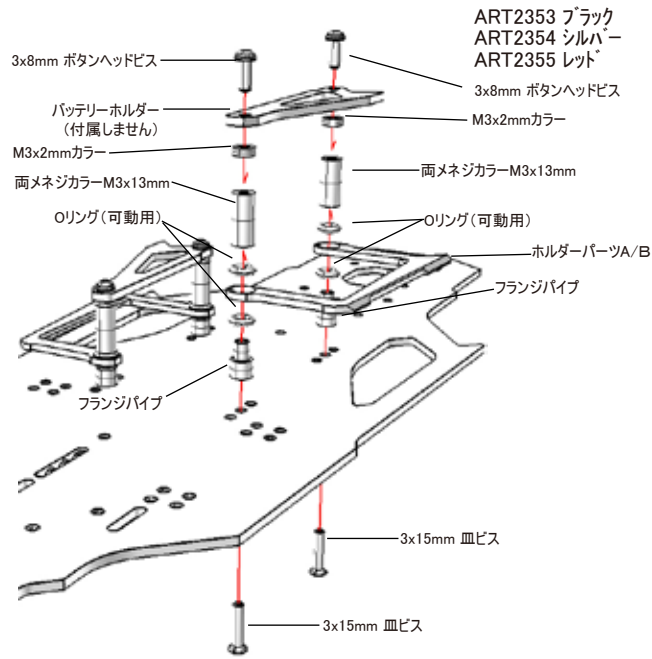 ART2353 ブラック
ART2354 シルバー
ART2355 レッド
3x8mm ボタンヘッドビス
3x8mm ボタンヘッドビス
バッテリーホルダー
（付属しません）
M3x2mmカラー
M3x2mmカラー
両メネジカラーM3x13mm
両メネジカラーM3x13mm
Oリング（可動用）
Oリング（可動用）
ホルダーパーツA/B
フランジパイプ
フランジパイプ
3x15mm 皿ビス
3x15mm 皿ビス